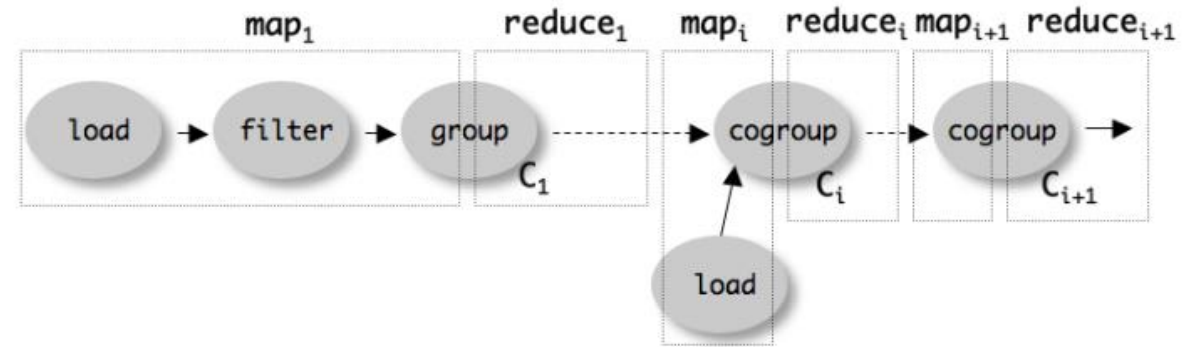 map₁ reduce₁ mapᵢ reduceᵢ mapᵢ₊₁ reduceᵢ₊₁
load filter group cogroup cogroup
C₁ Cᵢ Cᵢ₊₁
load